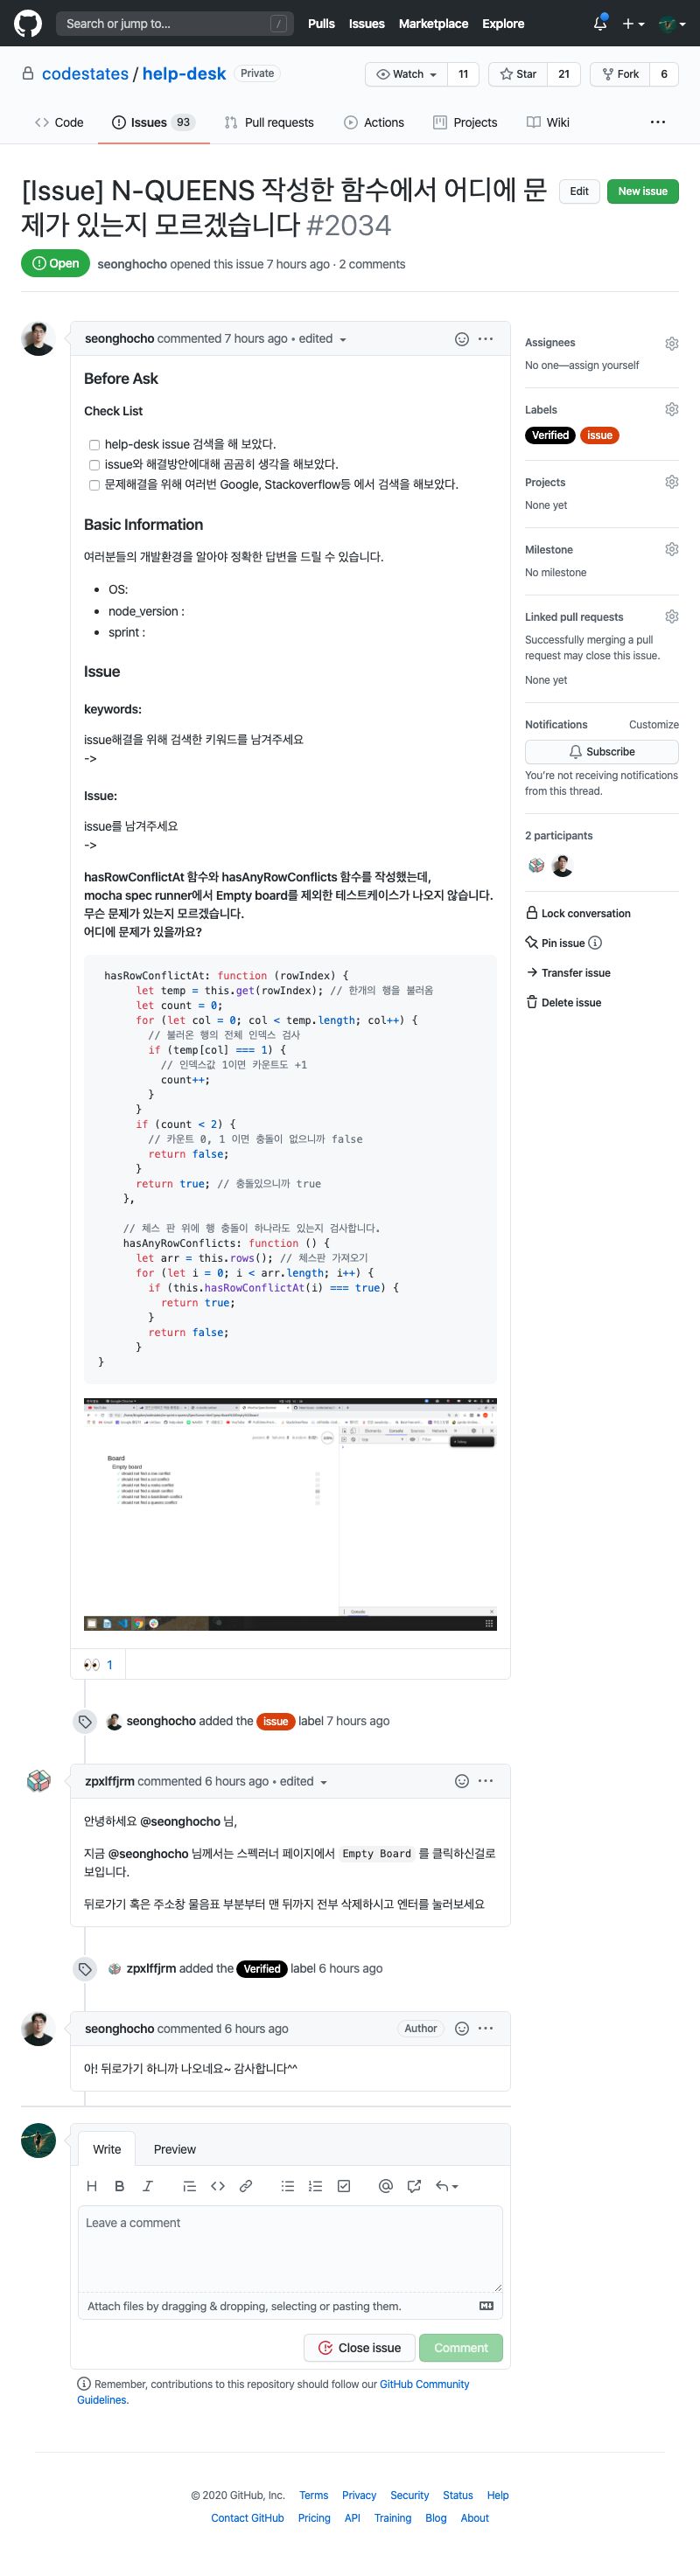 Search or jump to... /
Pulls Issues Marketplace Explore
codestates / help-desk Private
Watch 11 Star 21 Fork 6
Code Issues 93 Pull requests Actions Projects Wiki
[Issue] N-QUEENS 작성한 함수에서 어디에 문
제가 있는지 모르겠습니다 #2034
Edit New issue
Open seonghocho opened this issue 7 hours ago · 2 comments
seonghocho commented 7 hours ago • edited
Before Ask
Check List
help-desk issue 검색을 해 보았다.
issue와 해결방안에대해 곰곰히 생각을 해보았다.
문제해결을 위해 여러번 Google, Stackoverflow등 에서 검색을 해보았다.
Basic Information
여러분들의 개발환경을 알아야 정확한 답변을 드릴 수 있습니다.
• OS:
• node_version :
• sprint :
Issue
keywords:
issue해결을 위해 검색한 키워드를 남겨주세요
->
Issue:
issue를 남겨주세요
->
hasRowConflictAt 함수와 hasAnyRowConflicts 함수를 작성했는데,
mocha spec runner에서 Empty board를 제외한 테스트케이스가 나오지 않습니다.
무슨 문제가 있는지 모르겠습니다.
어디에 문제가 있을까요?
hasRowConflictAt: function (rowIndex) {
let temp = this.get(rowIndex); // 한개의 행을 불러옴
let count = 0;
for (let col = 0; col < temp.length; col++) {
// 불러온 행의 전체 인덱스 검사
if (temp[col] === 1) {
// 인덱스값 1이면 카운트도 +1
count++;
}
}
if (count < 2) {
// 카운트 0, 1 이면 충돌이 없으니까 false
return false;
}
return true; // 충돌있으니까 true
},
// 체스 판 위에 행 충돌이 하나라도 있는지 검사합니다.
hasAnyRowConflicts: function () {
let arr = this.rows(); // 체스판 가져오기
for (let i = 0; i < arr.length; i++) {
if (this.hasRowConflictAt(i) === true) {
return true;
}
return false;
}
}
Board
Empty board
should not find a row conflict
should not find a col conflict
1
seonghocho added the issue label 7 hours ago
zpxlffjrm commented 6 hours ago • edited
안녕하세요 @seonghocho 님,
지금 @seonghocho 님께서는 스펙러너 페이지에서 Empty Board 를 클릭하신걸로
보입니다.
뒤로가기 혹은 주소창 물음표 부분부터 맨 뒤까지 전부 삭제하시고 엔터를 눌러보세요
zpxlffjrm added the Verified label 6 hours ago
seonghocho commented 6 hours ago Author
아! 뒤로가기 하니까 나오네요~ 감사합니다^^
Write Preview
Leave a comment
Attach files by dragging & dropping, selecting or pasting them.
Close issue Comment
Remember, contributions to this repository should follow our GitHub Community
Guidelines.
Assignees
No one—assign yourself
Labels
Verified issue
Projects
None yet
Milestone
No milestone
Linked pull requests
Successfully merging a pull
request may close this issue.
None yet
Notifications Customize
Subscribe
You're not receiving notifications
from this thread.
2 participants
Lock conversation
Pin issue
Transfer issue
Delete issue
© 2020 GitHub, Inc. Terms Privacy Security Status Help
Contact GitHub Pricing API Training Blog About